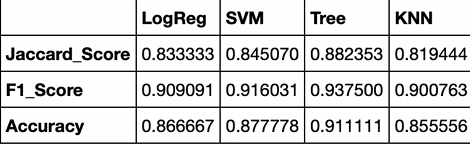 LogReg SVM Tree KNN
Jaccard_Score 0.833333 0.845070 0.882353 0.819444
F1_Score 0.909091 0.916031 0.937500 0.900763
Accuracy 0.866667 0.877778 0.911111 0.855556